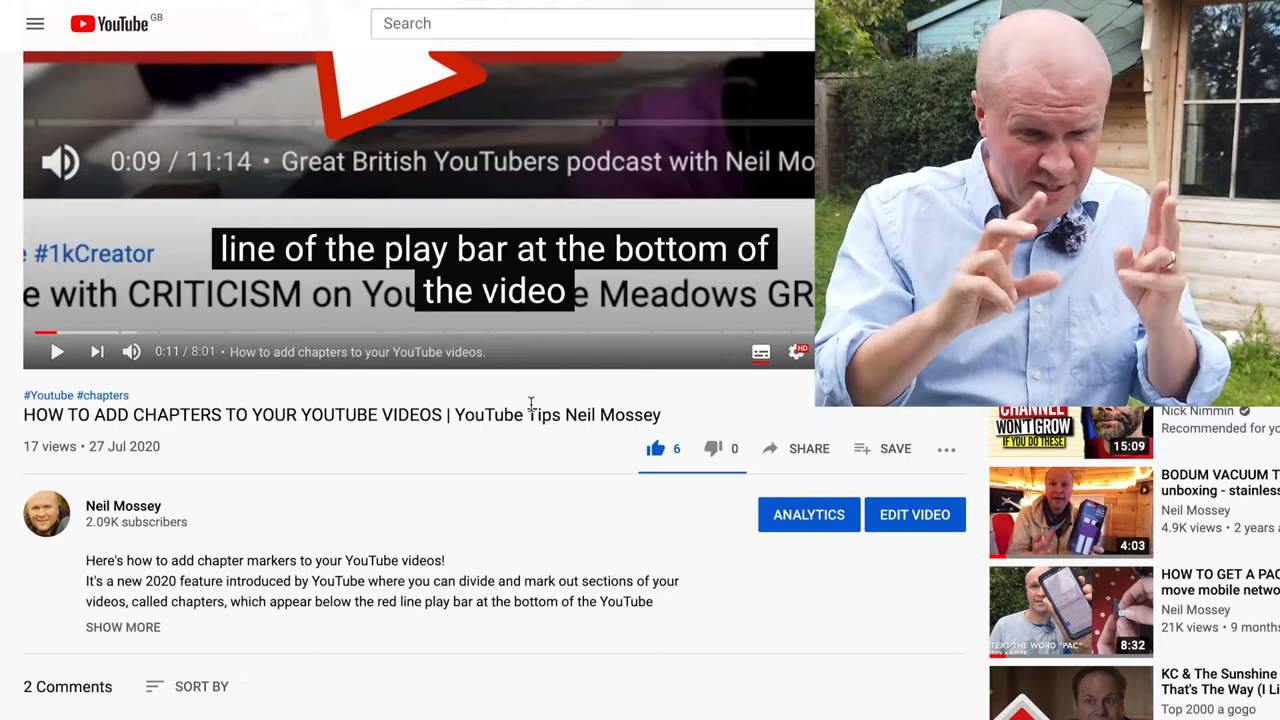 YouTube GB
Search
0:09 / 11:14 • Great British YouTubers podcast with Neil Mo
#1kCreator
line of the play bar at the bottom of
the video
e with CRITICISM on You
e Meadows GR
0:11 / 8:01 • How to add chapters to your YouTube videos.
HD
#Youtube #chapters
HOW TO ADD CHAPTERS TO YOUR YOUTUBE VIDEOS | YouTube Tips Neil Mossey
17 views • 27 Jul 2020
6
0
SHARE
SAVE
Neil Mossey
2.09K subscribers
ANALYTICS
EDIT VIDEO
Here's how to add chapter markers to your YouTube videos!
It's a new 2020 feature introduced by YouTube where you can divide and mark out sections of your
videos, called chapters, which appear below the red line play bar at the bottom of the YouTube
SHOW MORE
2 Comments
SORT BY
CHANNEL
WON'T GROW
IF YOU DO THESE
15:09
Nick Nimmin
Recommended for yo
4:03
BODUM VACUUM T
unboxing - stainless
Neil Mossey
4.9K views • 2 years a
TEXT THE WORD "PAC"
8:32
HOW TO GET A PAC
move mobile netwo
Neil Mossey
21K views • 9 months
KC & The Sunshine
That's The Way (I Li
Top 2000 a gogo